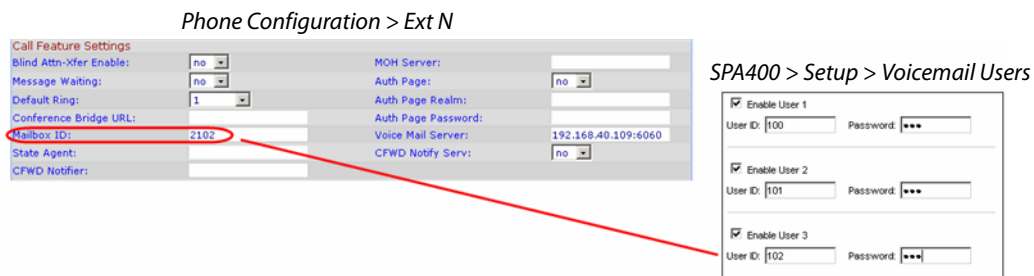 Phone Configuration > Ext N
Call Feature Settings
Blind Attn-Xfer Enable: no MOH Server:
Message Waiting: no Auth Page: no
Default Ring: 1 Auth Page Realm:
Conference Bridge URL: Auth Page Password:
Mailbox ID: 2102 Voice Mail Server: 192.168.40.109:6060
State Agent: CFWD Notify Serv: no
CFWD Notifier:
SPA400 > Setup > Voicemail Users
Enable User 1
User ID: 100 Password: •••
Enable User 2
User ID: 101 Password: •••
Enable User 3
User ID: 102 Password: •••